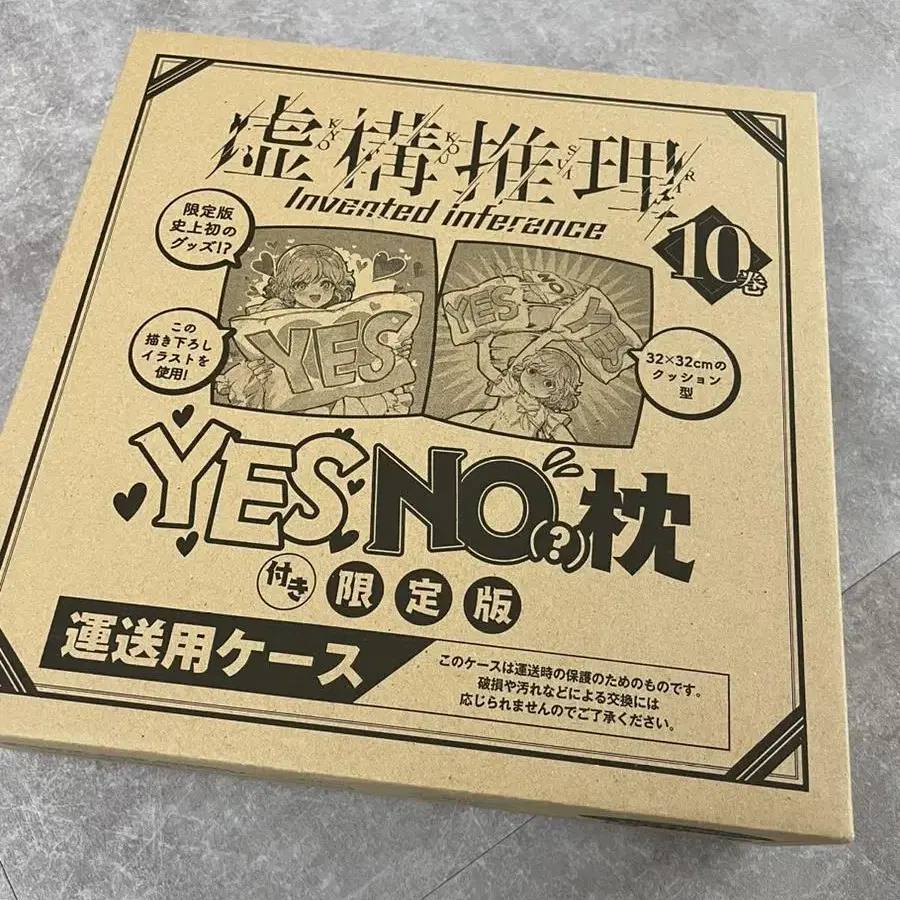 虚構推理
KYO KOU SUI RI
Invented inference
10巻
限定版
史上初の
グッズ!?
この
描き下ろし
イラストを
使用!
YES
YES
NO
YES
32×32cmの
クッション
型
YES NO(?)枕
付き限定版
運送用ケース
このケースは運送時の保護のためのものです。
破損や汚れなどによる交換には
応じられませんのでご了承ください。